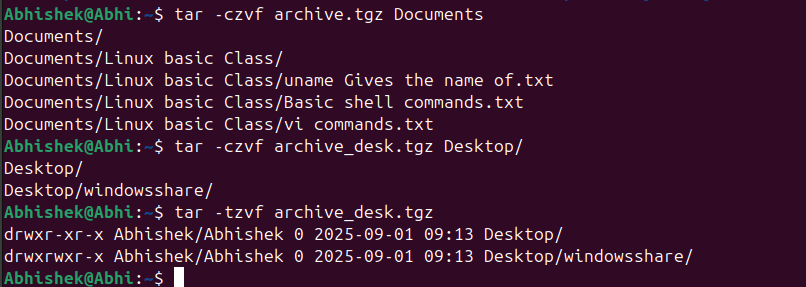 Abhishek@Abhi:~$ tar -czvf archive.tgz Documents
Documents/
Documents/Linux basic Class/
Documents/Linux basic Class/uname Gives the name of.txt
Documents/Linux basic Class/Basic shell commands.txt
Documents/Linux basic Class/vi commands.txt
Abhishek@Abhi:~$ tar -czvf archive_desk.tgz Desktop/
Desktop/
Desktop/windowsshare/
Abhishek@Abhi:~$ tar -tzvf archive_desk.tgz
drwxr-xr-x Abhishek/Abhishek 0 2025-09-01 09:13 Desktop/
drwxrwxr-x Abhishek/Abhishek 0 2025-09-01 09:13 Desktop/windowsshare/
Abhishek@Abhi:~$